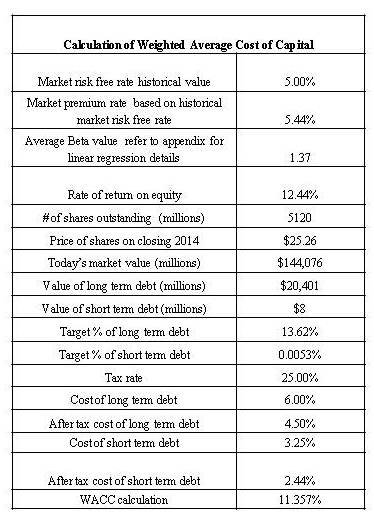 Calculation of Weighted Average Cost of Capital
Market risk free rate historical value 5.00%
Market premium rate based on historical
market risk free rate 5.44%
Average Beta value refer to appendix for
linear regression details 1.37
Rate of return on equity 12.44%
# of shares outstanding (millions) 5120
Price of shares on closing 2014 $25.26
Today's market value (millions) $144,076
Value of long term debt (millions) $20,401
Value of short term debt (millions) $8
Target % of long term debt 13.62%
Target % of short term debt 0.0053%
Tax rate 25.00%
Cost of long term debt 6.00%
After tax cost of long term debt 4.50%
Cost of short term debt 3.25%
After tax cost of short term debt 2.44%
WACC calculation 11.357%